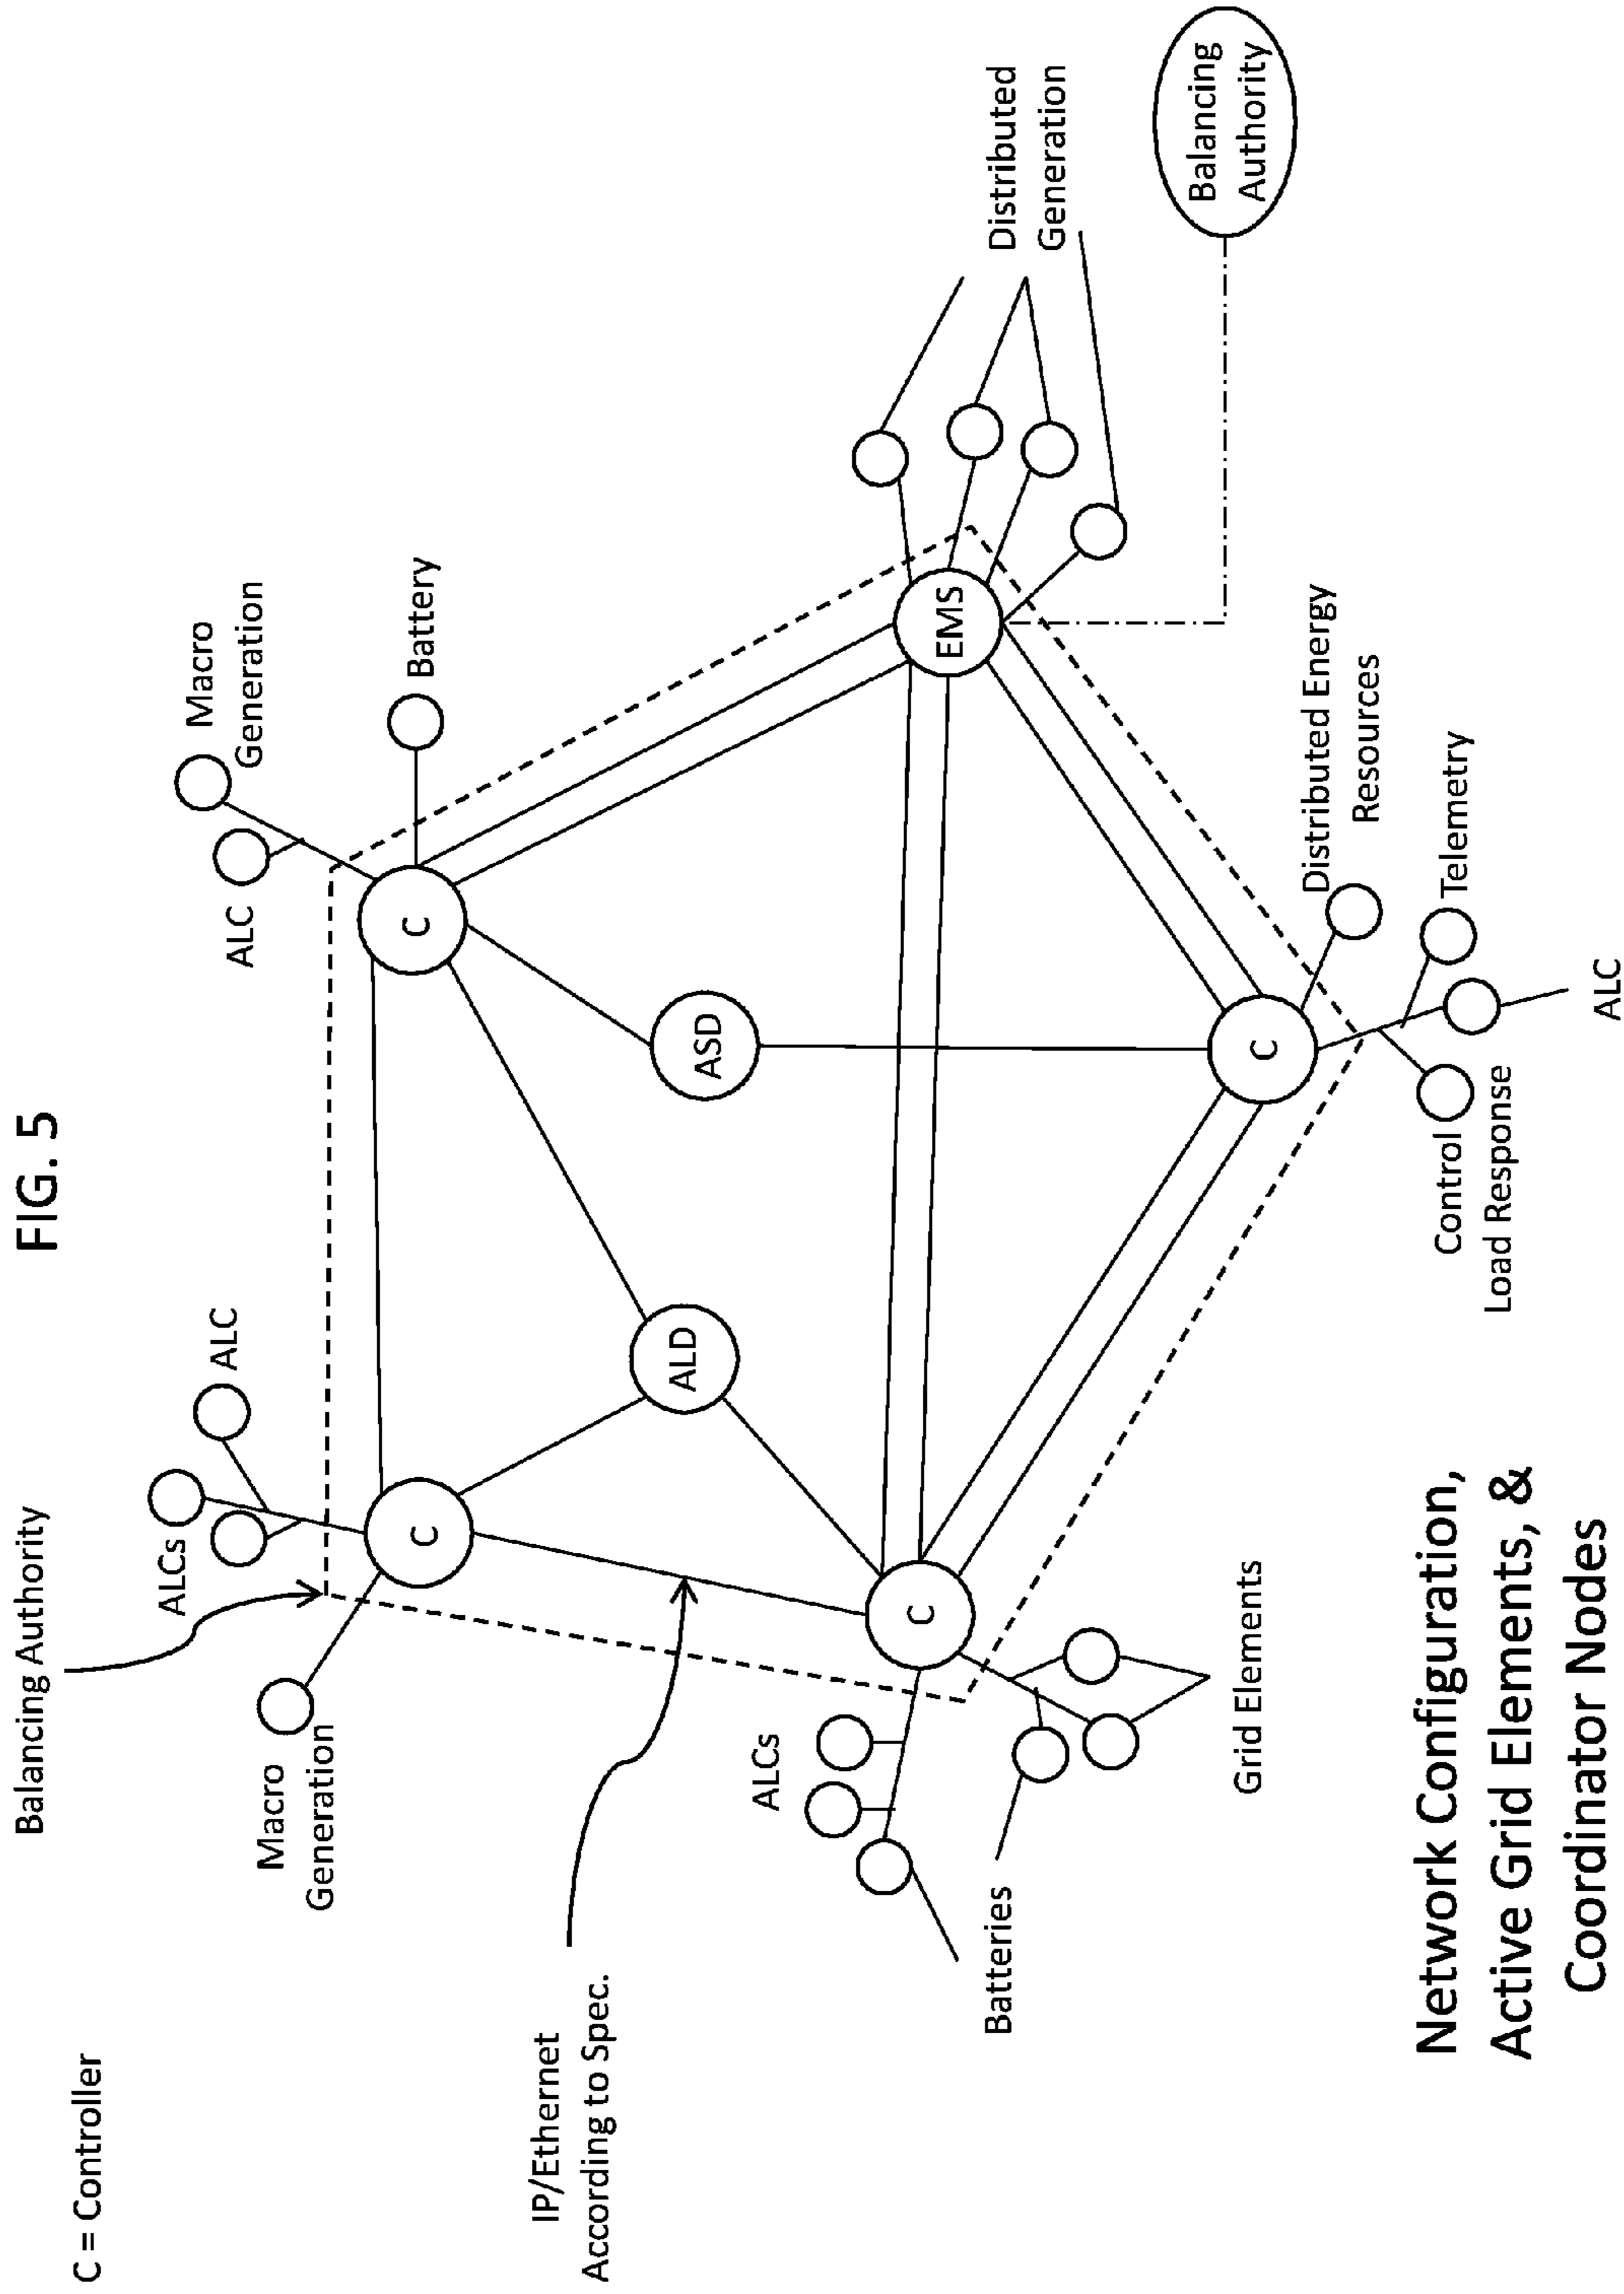 FIG. 5
C = Controller
Balancing Authority
ALCs
ALC
Macro
Generation
ALC
Macro
Generation
Battery
C
C
IP/Ethernet
According to Spec.
ALD
ASD
ALCs
Batteries
C
EMS
Distributed
Generation
Grid Elements
C
Balancing
Authority
Distributed Energy
Resources
Control
Load Response
Telemetry
ALC
Network Configuration,
Active Grid Elements, &
Coordinator Nodes